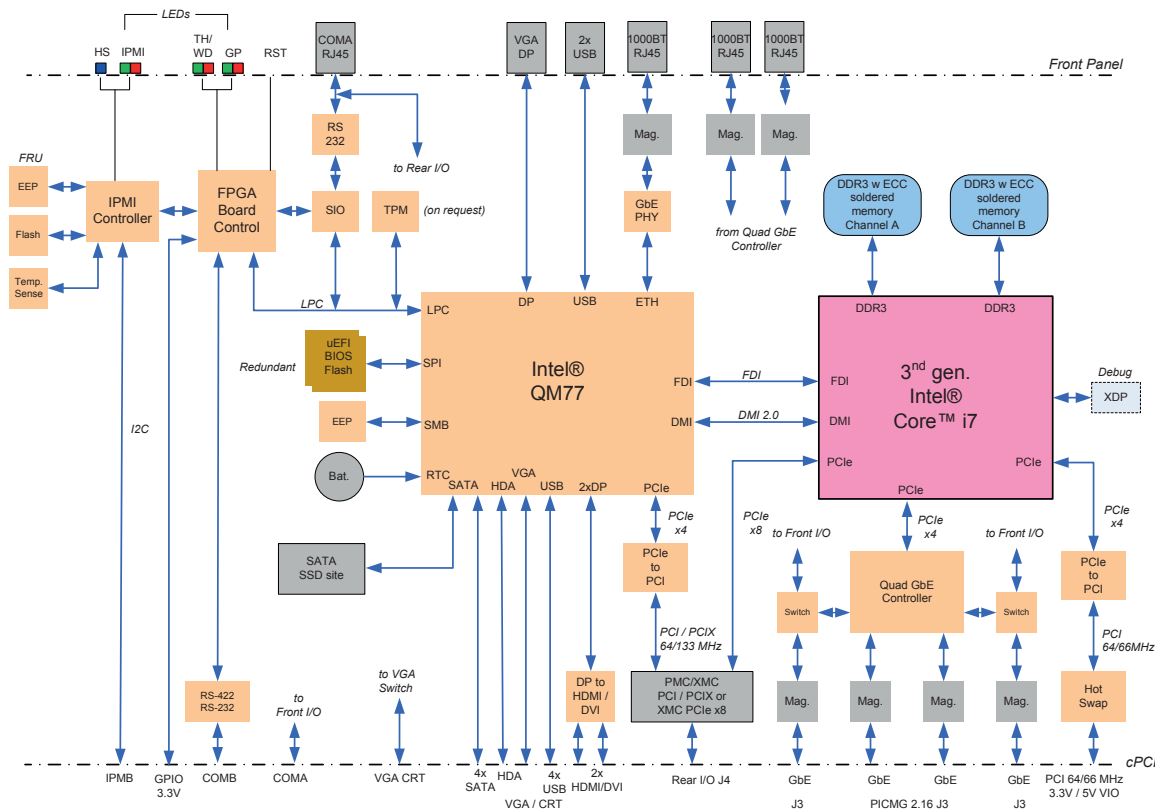 LEDs
HS
IPMI
TH/
WD
GP
RST
COMA
RJ45
VGA
DP
2x
USB
1000BT
RJ45
1000BT
RJ45
1000BT
RJ45
Front Panel
RS
232
to Rear I/O
Mag.
Mag.
Mag.
FRU
EEP
Flash
Temp.
Sense
IPMI
Controller
FPGA
Board
Control
SIO
TPM
(on request)
GbE
PHY
from Quad GbE
Controller
DDR3 w ECC
soldered
memory
Channel A
DDR3 w ECC
soldered
memory
Channel B
LPC
LPC
DP
USB
ETH
DDR3
DDR3
Redundant
uEFI
BIOS
Flash
SPI
Intel®
QM77
FDI
FDI
FDI
3nd gen.
Intel®
Core™ i7
Debug
XDP
EEP
SMB
DMI
DMI 2.0
DMI
I2C
Bat.
RTC
SATA
HDA
VGA
USB
2xDP
PCIe
PCIe
PCIe
PCIe
PCIe
x4
PCIe
x8
PCIe
x4
PCIe
x4
SATA
SSD site
PCIe
to
PCI
to Front I/O
Quad GbE
Controller
to Front I/O
PCIe
to
PCI
Switch
Switch
PCI / PCIX
64/133 MHz
PCI
64/66MHz
to VGA
Switch
RS-422
RS-232
to
Front I/O
DP to
HDMI /
DVI
PMC/XMC
PCI / PCIX or
XMC PCIe x8
Mag.
Mag.
Mag.
Mag.
Hot
Swap
cPCI
IPMB
GPIO
3.3V
COMB
COMA
VGA CRT
4x
SATA
HDA
VGA / CRT
4x
USB
2x
HDMI/DVI
Rear I/O J4
GbE
GbE
GbE
GbE
J3
PICMG 2.16 J3
J3
PCI 64/66 MHz
3.3V / 5V VIO